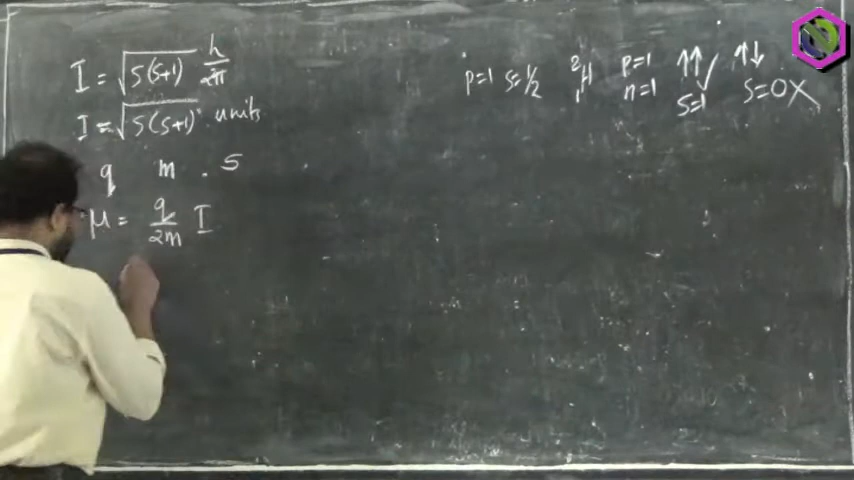 I = √S(S+1) h/2π
I = √S(S+1) units
q m . S
μ = q/2m I
p=1 s=1/2
²₁H p=1 n=1
↑↑ ✓ S=1
↑↓ S=0 X